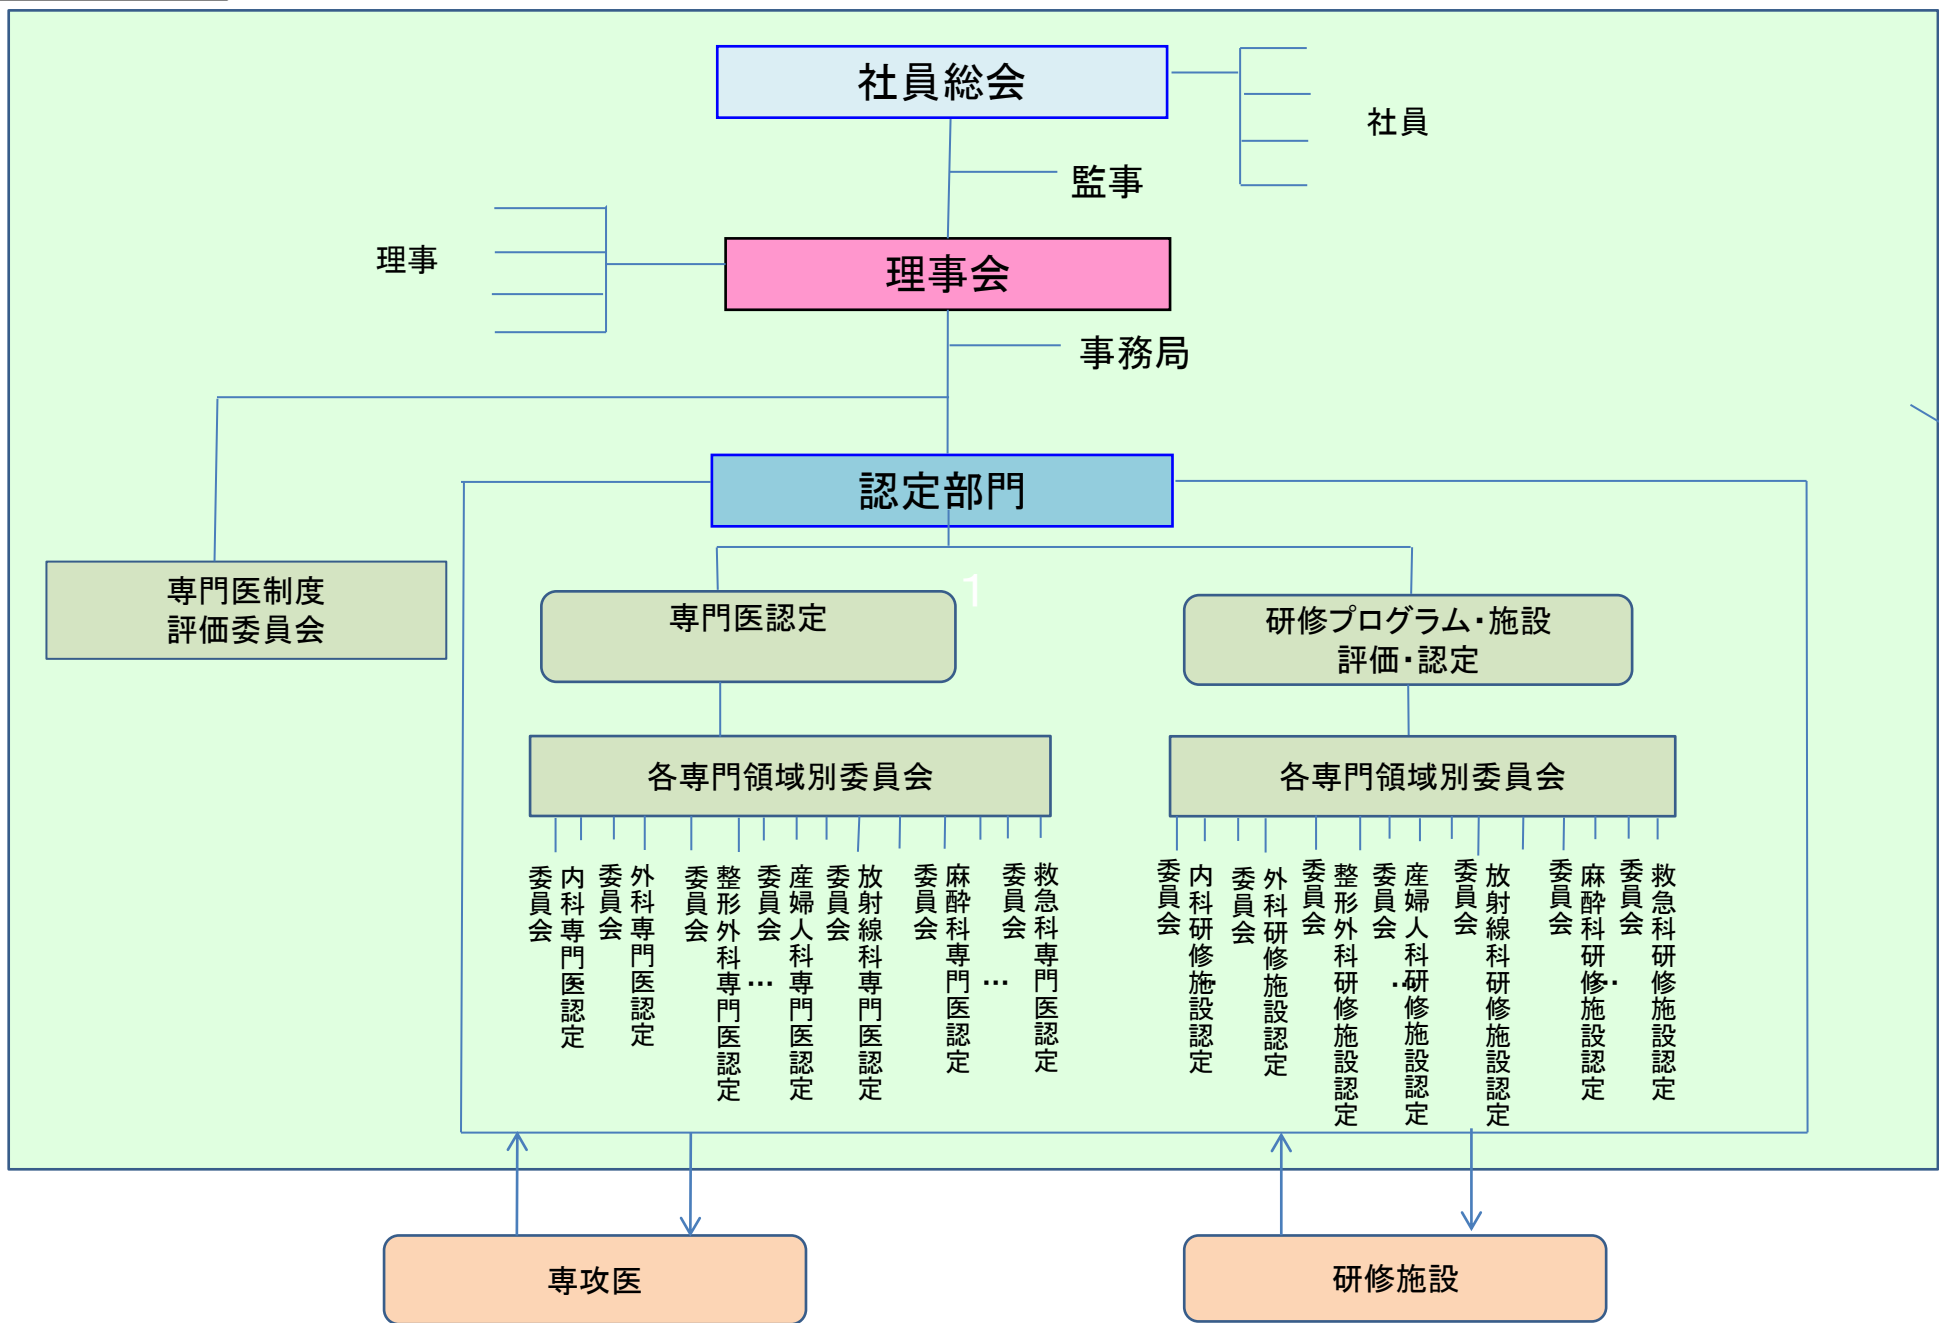 社員総会
社員
監事
理事
理事会
事務局
認定部門
専門医制度
評価委員会
1
専門医認定
研修プログラム・施設
評価・認定
各専門領域別委員会
各専門領域別委員会
内科専門医認定
委員会
外科専門医認定
委員会
整形外科専門医認定
委員会
…
産婦人科専門医認定
委員会
放射線科専門医認定
委員会
麻酔科専門医認定
委員会
…
救急科専門医認定
委員会
内科研修施設認定
委員会
外科研修施設認定
委員会
整形外科研修施設認定
委員会
…
産婦人科研修施設認定
委員会
放射線科研修施設認定
委員会
麻酔科研修施設認定
委員会
…
救急科研修施設認定
委員会
専攻医
研修施設